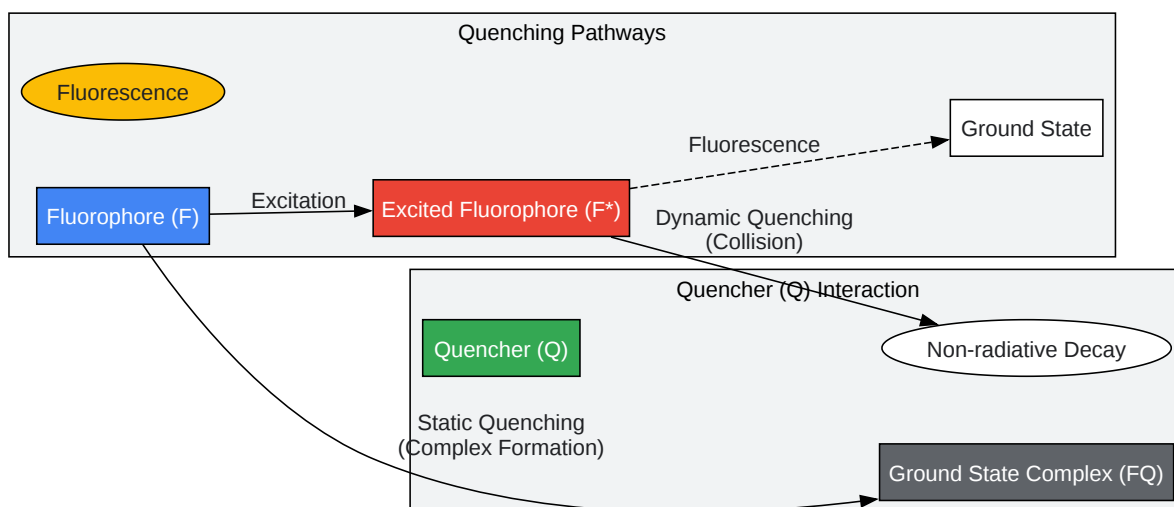 Quenching Pathways
Fluorescence
Ground State
Fluorescence
Excitation
Fluorophore (F)
Excited Fluorophore (F*)
Dynamic Quenching
(Collision)
Quencher (Q) Interaction
Quencher (Q)
Non-radiative Decay
Static Quenching
(Complex Formation)
Ground State Complex (FQ)